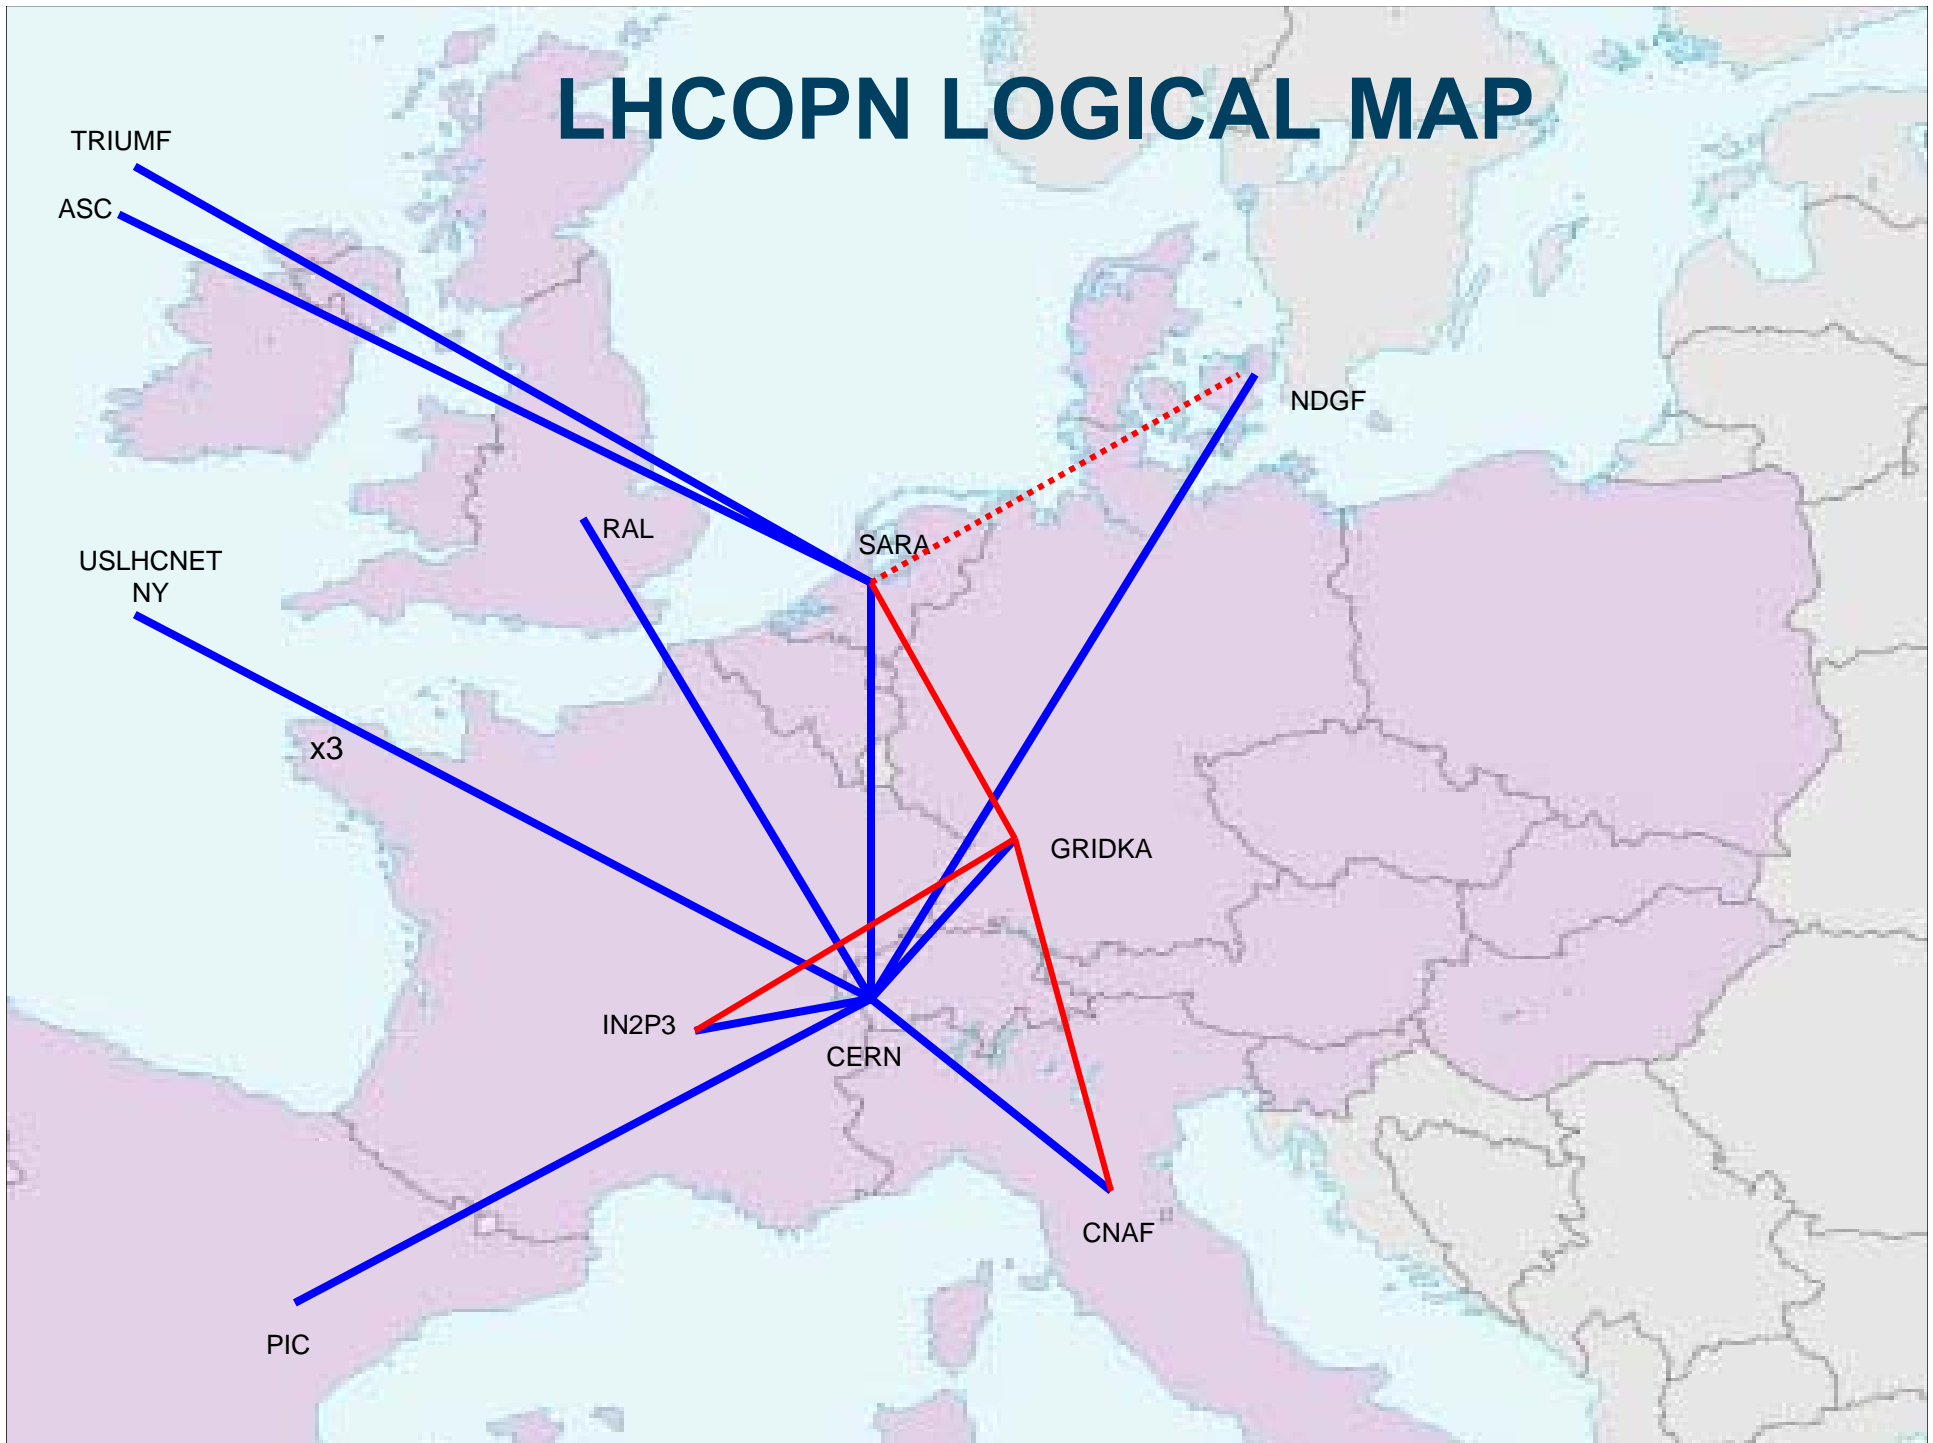 LHCOPN LOGICAL MAP
TRIUMF
ASC
NDGF
RAL
SARA
USLHCNET
NY
x3
GRIDKA
IN2P3
CERN
CNAF
PIC